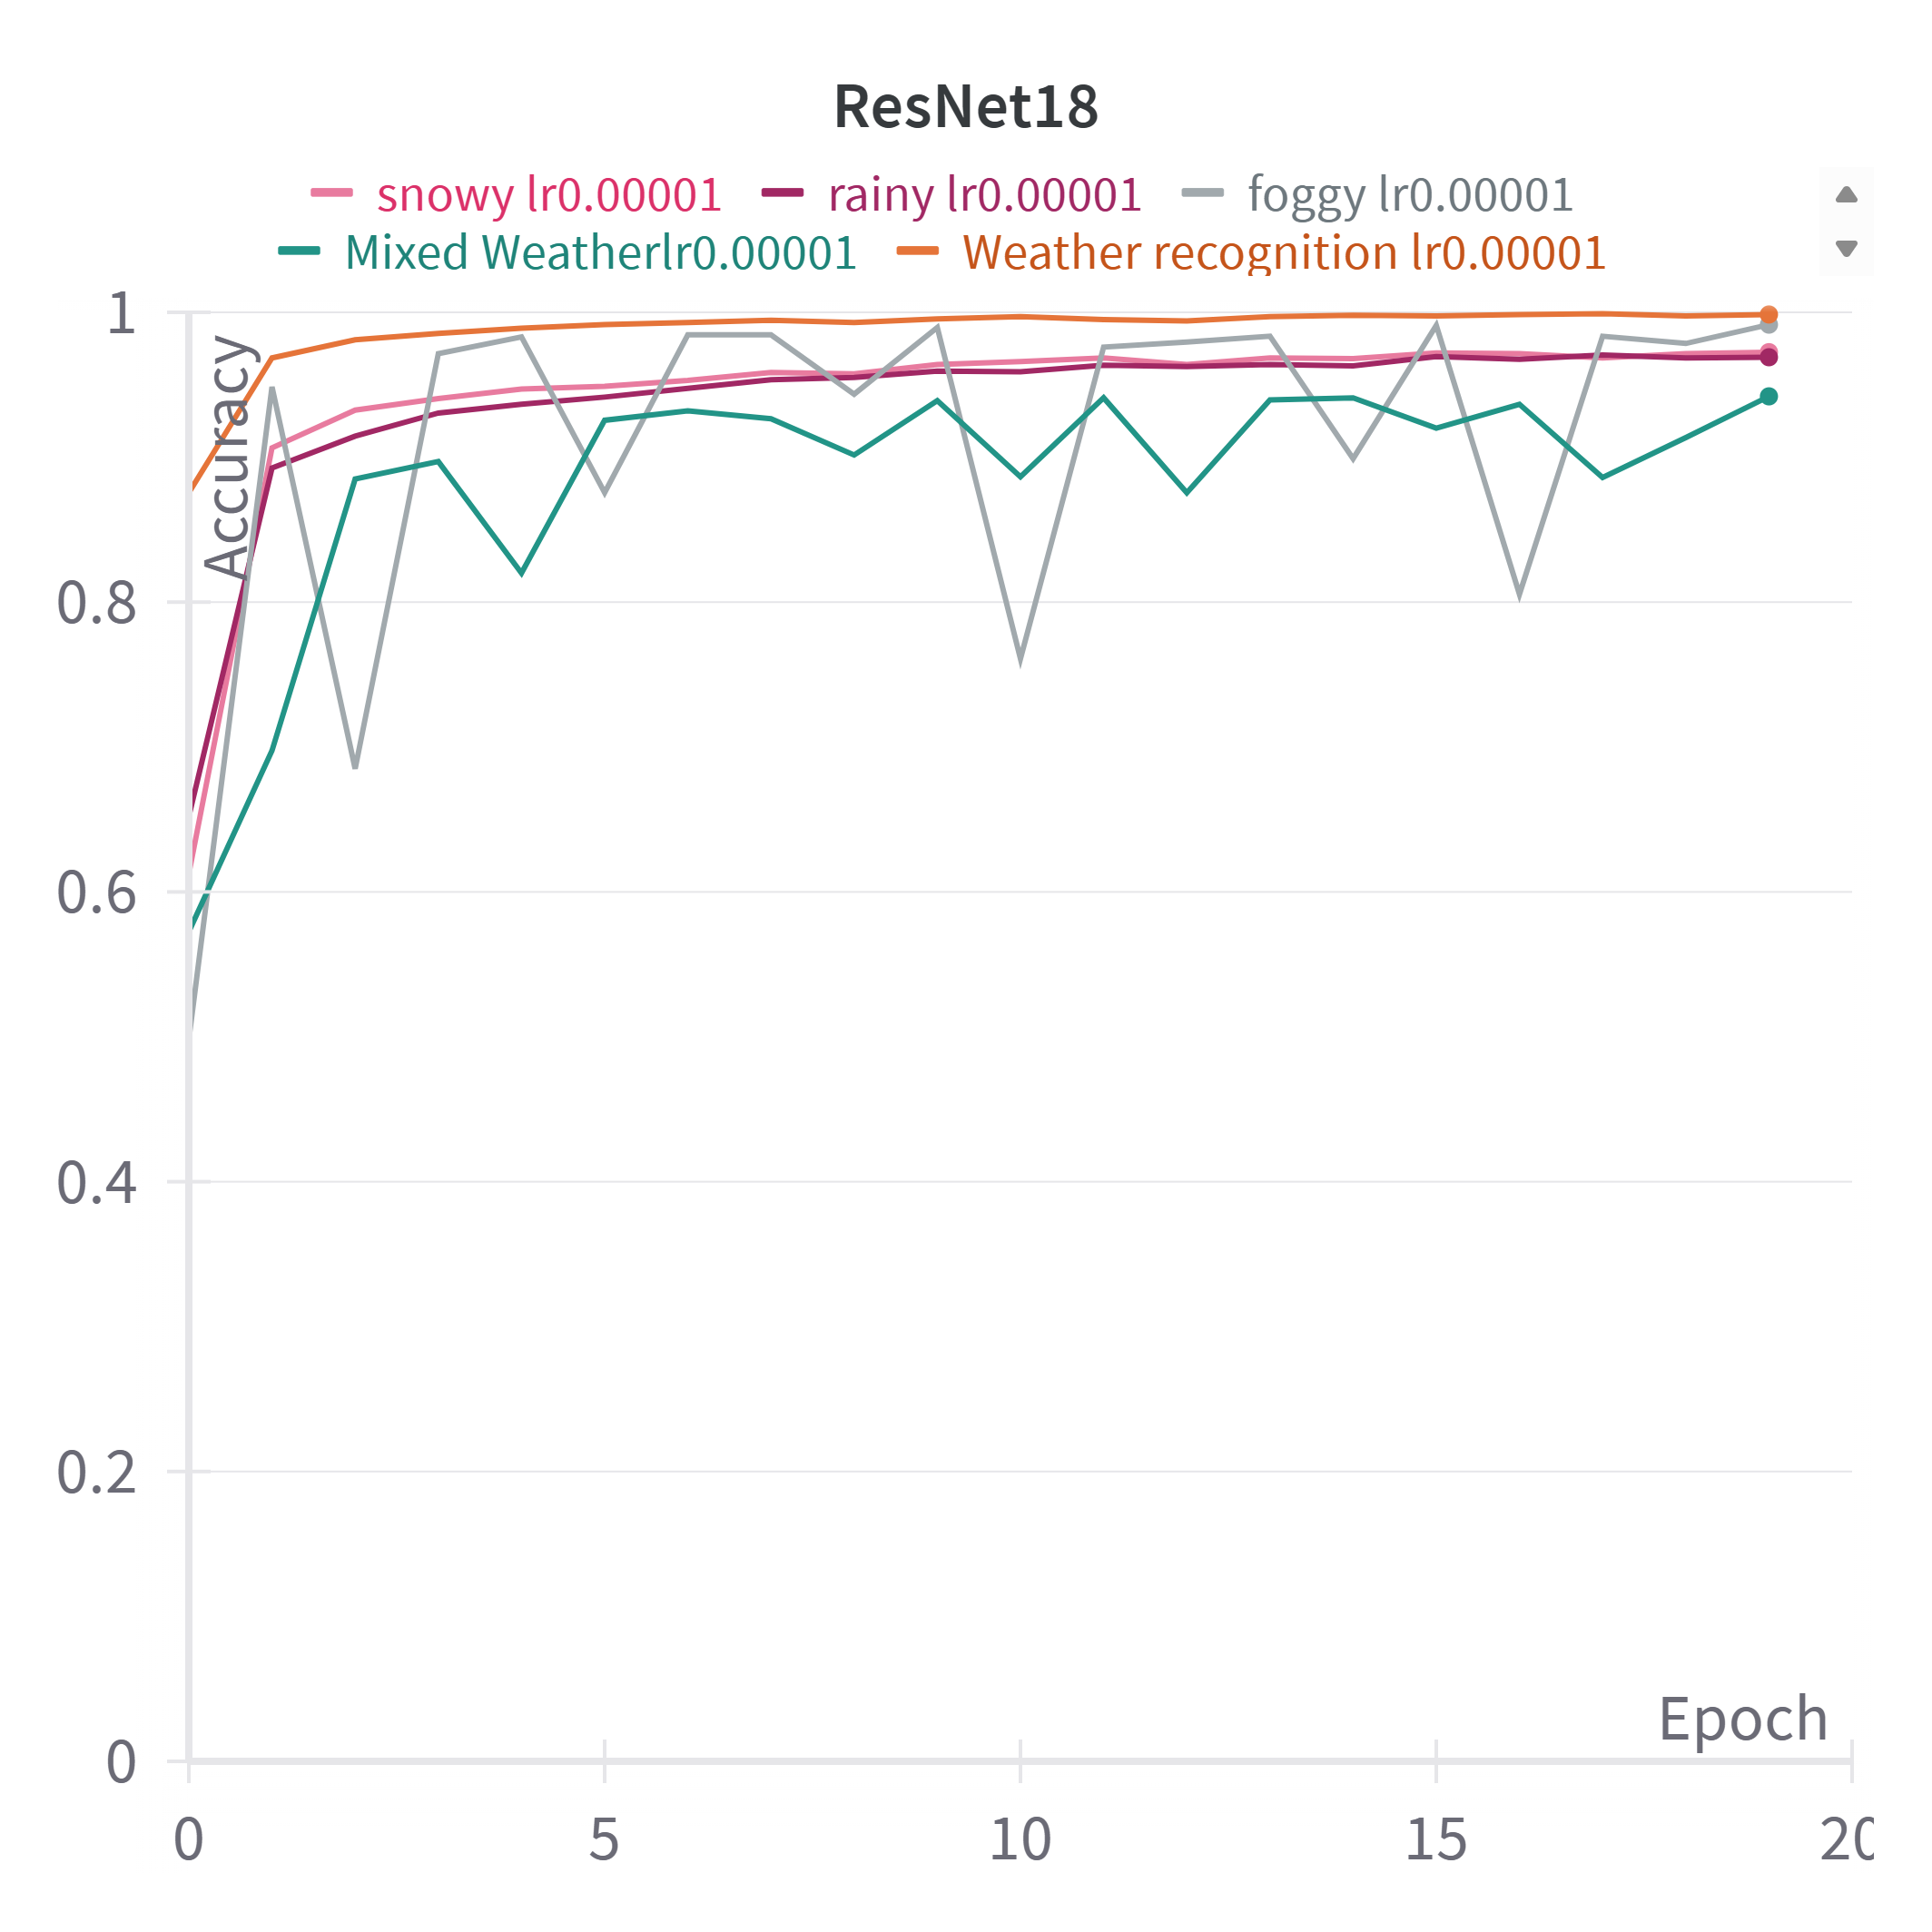 ResNet18
snowy lr0.00001 rainy lr0.00001 foggy lr0.00001
Mixed Weatherlr0.00001 Weather recognition lr0.00001
Accuracy
1
0.8
0.6
0.4
0.2
0
Epoch
0 5 10 15 20